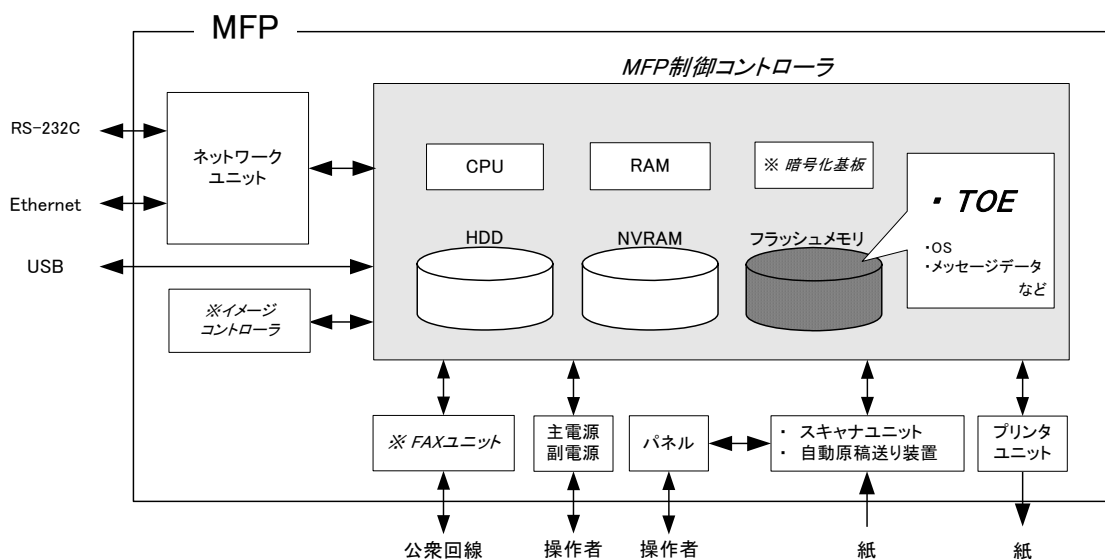 MFP
MFP制御コントローラ
RS-232C
Ethernet
USB
ネットワーク
ユニット
CPU
RAM
※ 暗号化基板
・ TOE
・OS
・メッセージデータ
など
HDD
NVRAM
フラッシュメモリ
※イメージ
コントローラ
※ FAXユニット
主電源
副電源
パネル
・ スキャナユニット
・ 自動原稿送り装置
プリンタ
ユニット
公衆回線
操作者
操作者
紙
紙